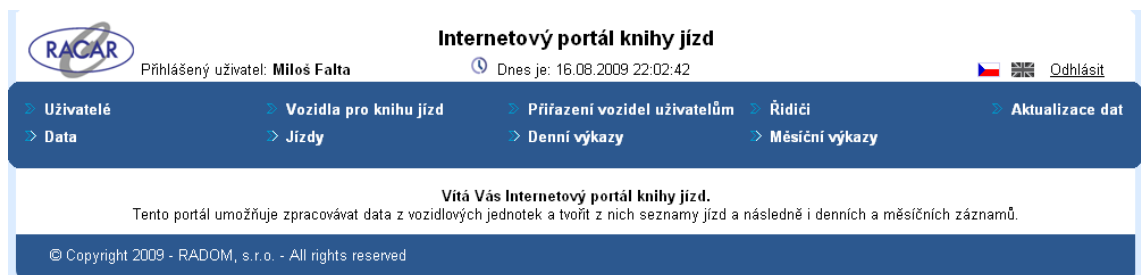 RACAR
Internetový portál knihy jízd
Přihlášený uživatel: Miloš Falta Dnes je: 16.08.2009 22:02:42 Odhlásit
Uživatelé Vozidla pro knihu jízd Přiřazení vozidel uživatelům Řidiči Aktualizace dat
Data Jízdy Denní výkazy Měsíční výkazy
Vítá Vás Internetový portál knihy jízd.
Tento portál umožňuje zpracovávat data z vozidlových jednotek a tvořit z nich seznamy jízd a následně i denních a měsíčních záznamů.
© Copyright 2009 - RADOM, s.r.o. - All rights reserved